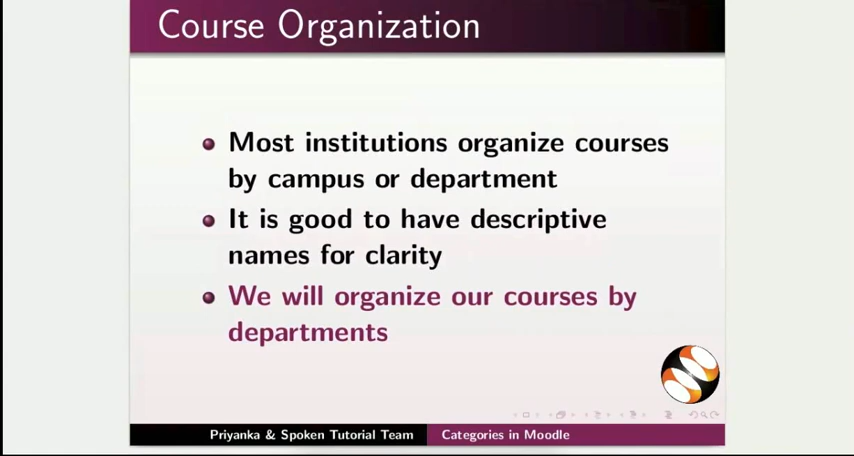 Course Organization
Most institutions organize courses
by campus or department
It is good to have descriptive
names for clarity
We will organize our courses by
departments
Priyanka & Spoken Tutorial Team
Categories in Moodle